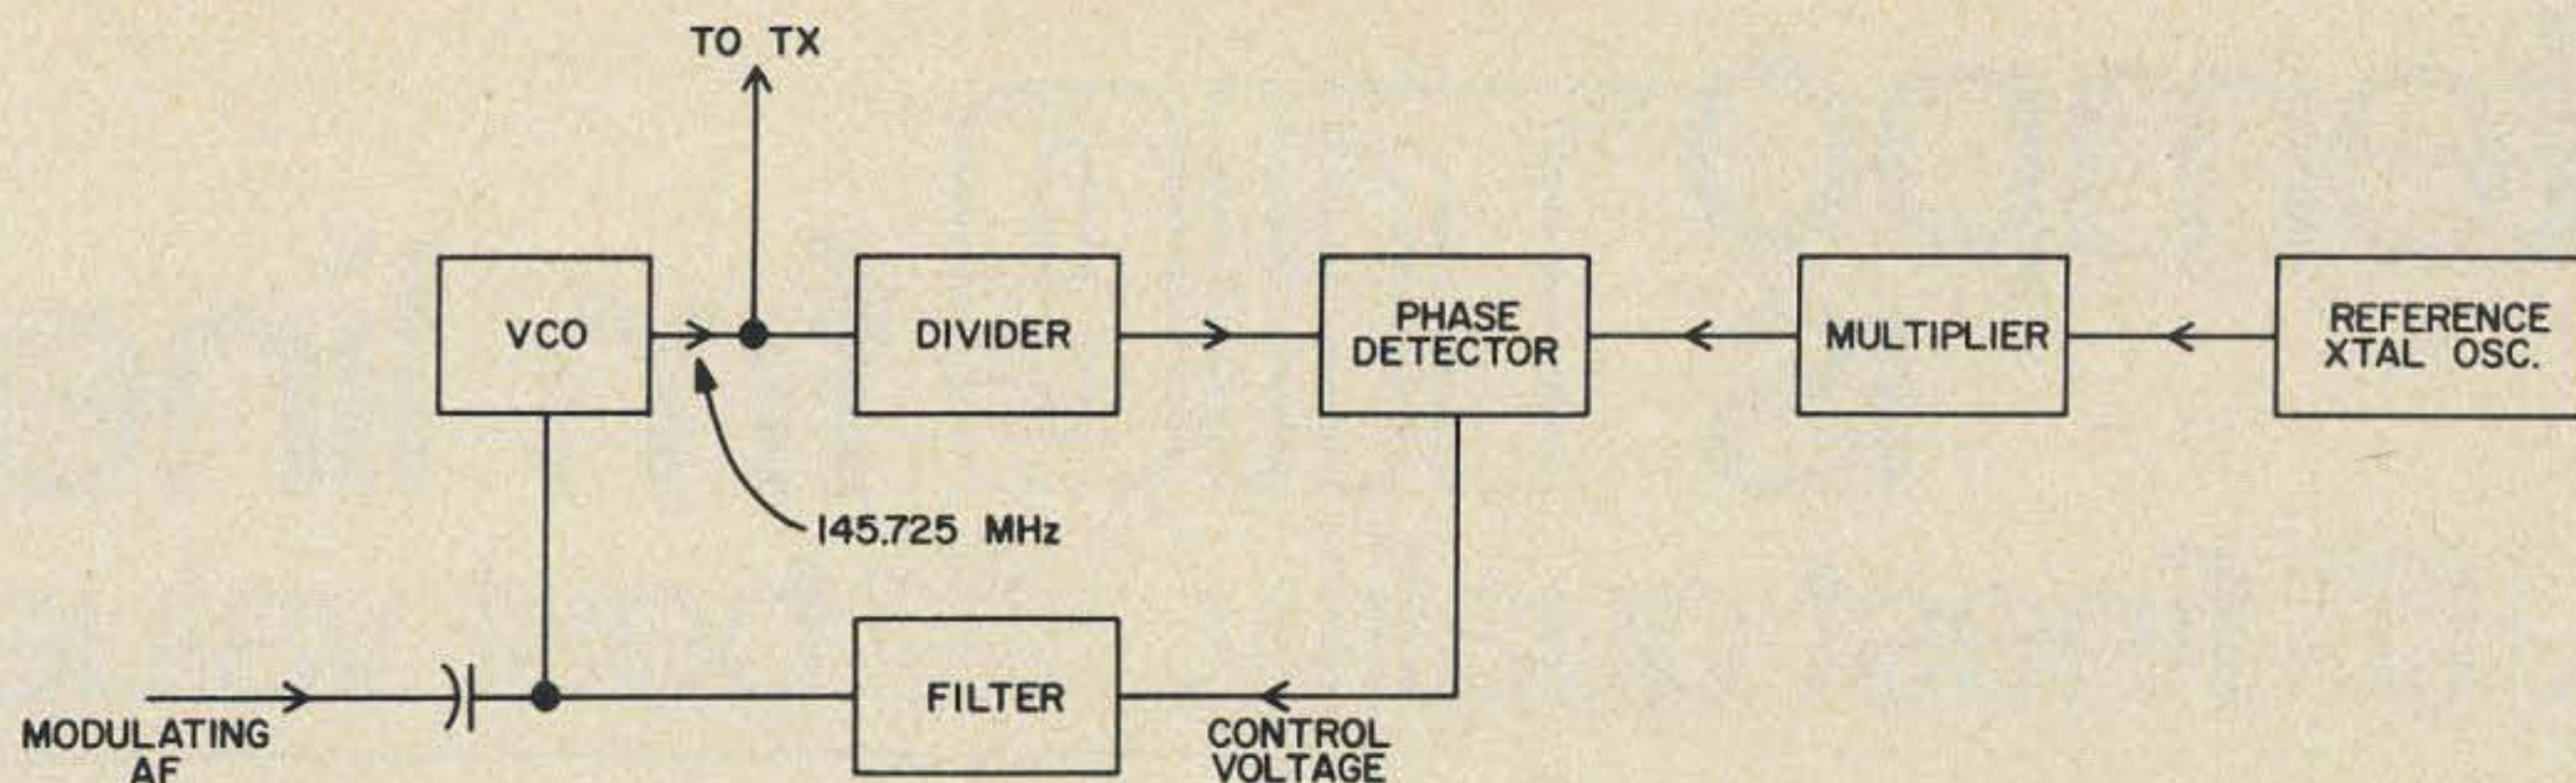 TO TX
VCO
DIVIDER
PHASE
DETECTOR
MULTIPLIER
REFERENCE
XTAL OSC.
145.725 MHz
FILTER
MODULATING
AF
CONTROL
VOLTAGE